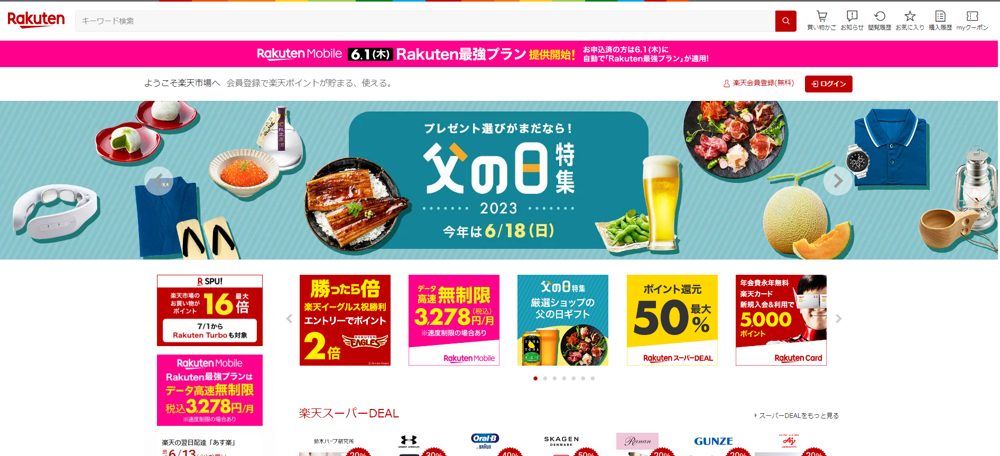 Rakuten
キーワード検索
買い物かご
お知らせ
閲覧履歴
お気に入り
購入履歴
myクーポン
Rakuten Mobile 6.1(木) Rakuten最強プラン 提供開始!
お申込済の方は6.1(木)に
自動で「Rakuten最強プラン」が適用!
ようこそ楽天市場へ 会員登録で楽天ポイントが貯まる、使える。
楽天会員登録(無料)
ログイン
プレゼント選びがまだなら!
父の日特集
2023
今年は6/18(日)
限定原酒
R SPU!
楽天市場の
お買い物が
ポイント
16倍
最大
7/1から
Rakuten Turboも対象
勝ったら倍
楽天イーグルス祝勝利
エントリーでポイント
2倍
RAKUTEN
EAGLES
© Rakuten Eagles
データ
高速
無制限
3,278円/月
(税込)
※速度制限の場合あり
Rakuten Mobile
父の日特集
厳選ショップの
父の日ギフト
YONA
YONA
ALE
ポイント還元
最大
50%
Rakuten スーパーDEAL
年会費永年無料
楽天カード
新規入会&利用で
5,000
ポイント
Rakuten Card
Rakuten Mobile
Rakuten最強プランは
データ高速無制限
税込3,278円/月
※速度制限の場合あり
楽天の翌日配達「あす楽」
6/13
楽天スーパーDEAL
スーパーDEALをもっと見る
鈴木ハーブ研究所
UNDER ARMOUR
Oral-B
BY BRAUN
SKAGEN
DENMARK
Ranan
GUNZE
Eat Well, Live Well.
AJINOMOTO
20%
30%
40%
50%
20%
20%
20%